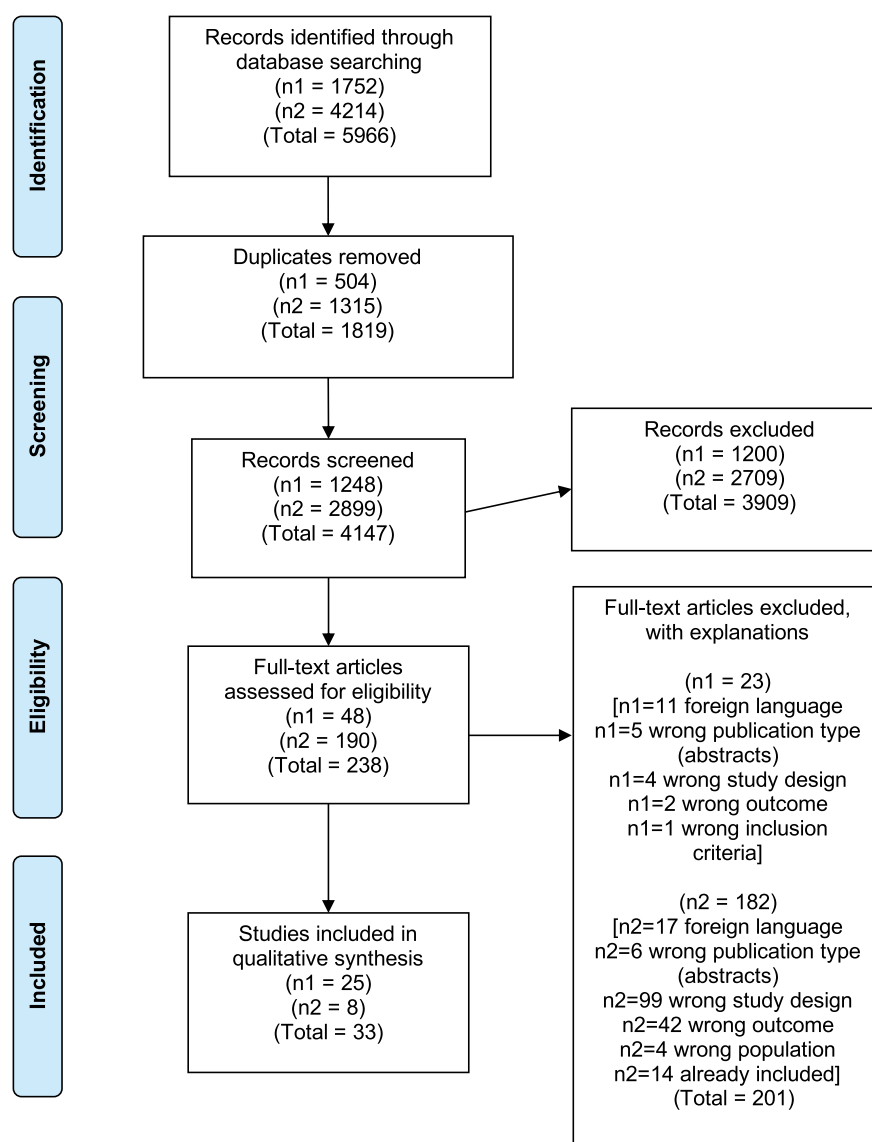 Identification
Records identified through
database searching
(n1 = 1752)
(n2 = 4214)
(Total = 5966)
Duplicates removed
(n1 = 504)
(n2 = 1315)
(Total = 1819)
Screening
Records screened
(n1 = 1248)
(n2 = 2899)
(Total = 4147)
Records excluded
(n1 = 1200)
(n2 = 2709)
(Total = 3909)
Eligibility
Full-text articles
assessed for eligibility
(n1 = 48)
(n2 = 190)
(Total = 238)
Full-text articles excluded,
with explanations
(n1 = 23)
[n1=11 foreign language
n1=5 wrong publication type
(abstracts)
n1=4 wrong study design
n1=2 wrong outcome
n1=1 wrong inclusion
criteria]
(n2 = 182)
[n2=17 foreign language
n2=6 wrong publication type
(abstracts)
n2=99 wrong study design
n2=42 wrong outcome
n2=4 wrong population
n2=14 already included]
(Total = 201)
Included
Studies included in
qualitative synthesis
(n1 = 25)
(n2 = 8)
(Total = 33)